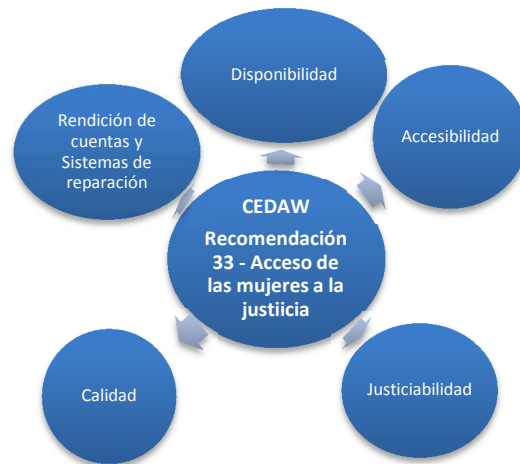 Disponibilidad
Rendición de
cuentas y
Sistemas de
reparación
Accesibilidad
CEDAW
Recomendación
33 - Acceso de
las mujeres a la
justiicia
Calidad
Justiciabilidad